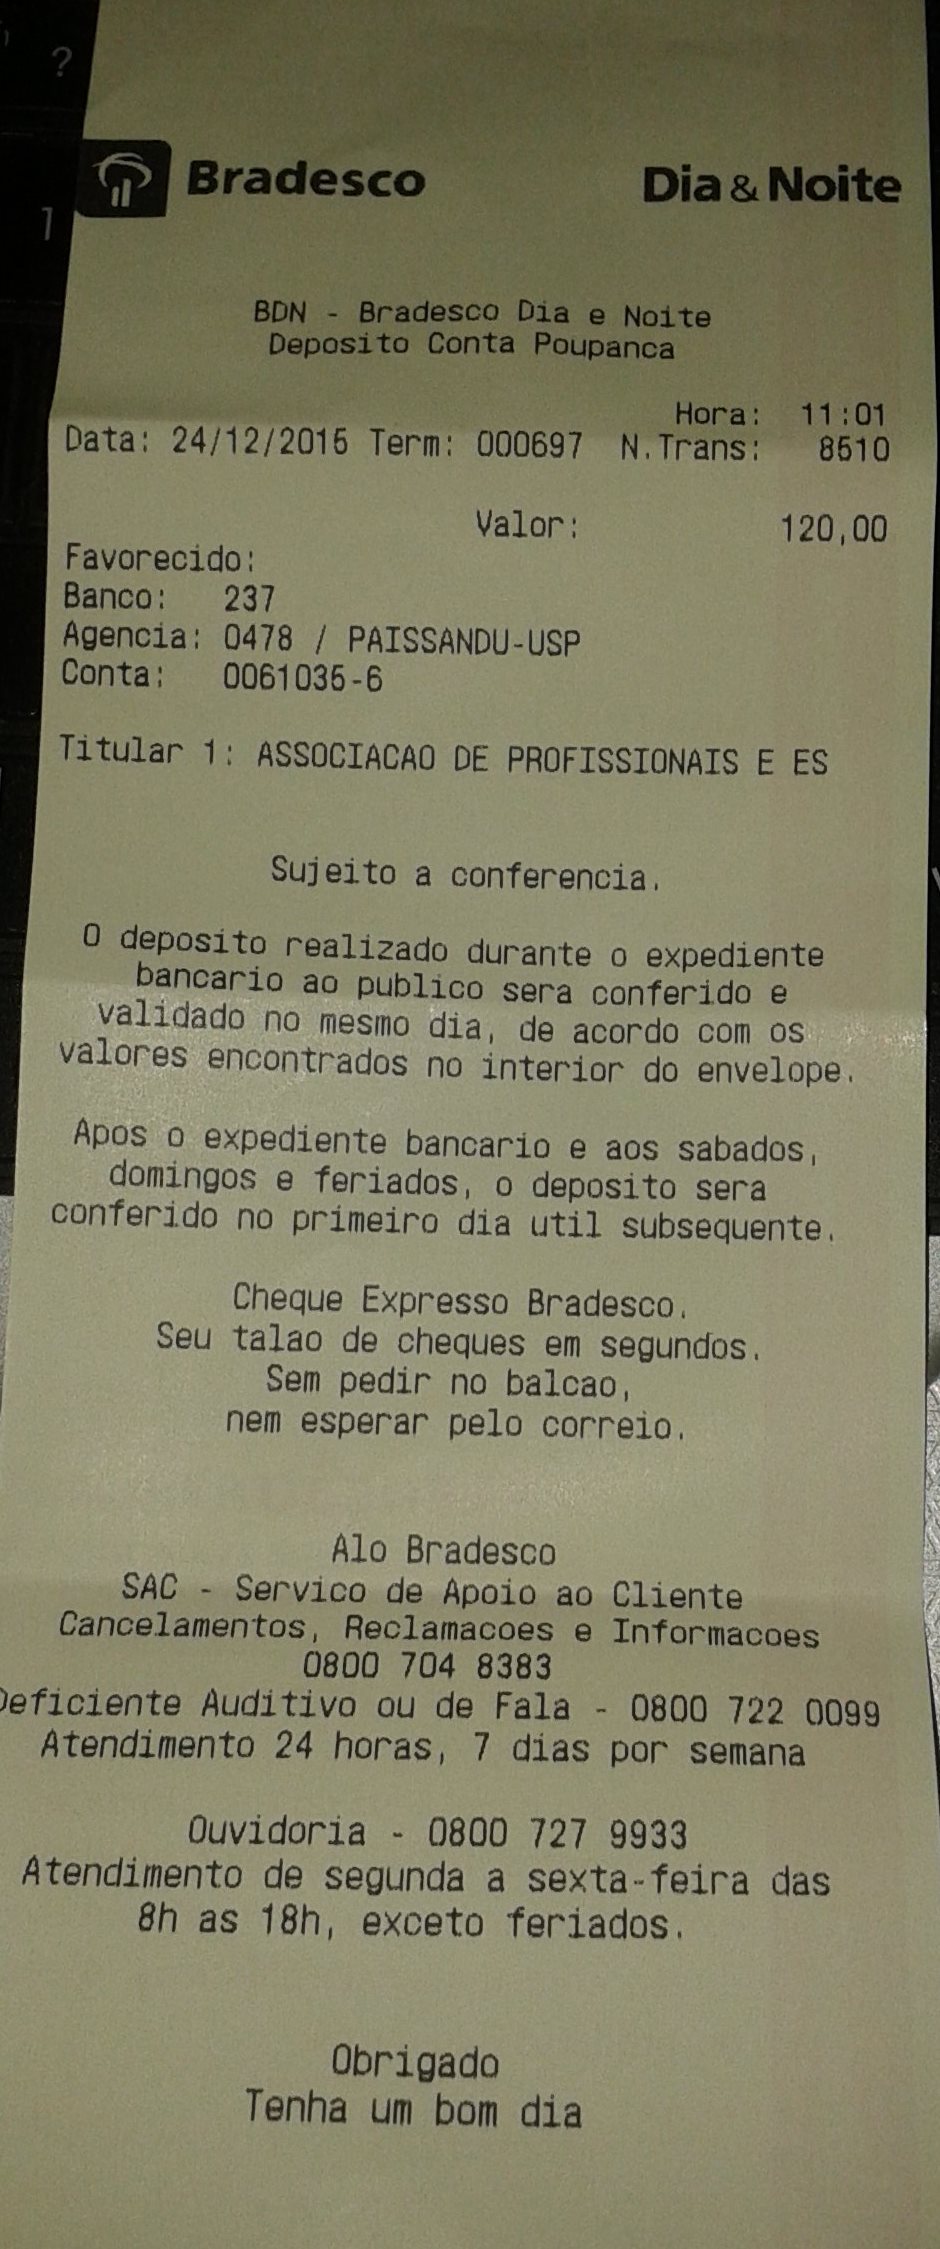 Bradesco Dia&Noite
BDN - Bradesco Dia e Noite
Deposito Conta Poupanca
Hora: 11:01
Data: 24/12/2015 Term: 000697 N.Trans: 8510
Valor: 120,00
Favorecido:
Banco: 237
Agencia: 0478 / PAISSANDU-USP
Conta: 0061035-6
Titular 1: ASSOCIACAO DE PROFISSIONAIS E ES
Sujeito a conferencia.
O deposito realizado durante o expediente
bancario ao publico sera conferido e
validado no mesmo dia, de acordo com os
valores encontrados no interior do envelope.
Apos o expediente bancario e aos sabados,
domingos e feriados, o deposito sera
conferido no primeiro dia util subsequente.
Cheque Expresso Bradesco.
Seu talao de cheques em segundos.
Sem pedir no balcao,
nem esperar pelo correio.
Alo Bradesco
SAC - Servico de Apoio ao Cliente
Cancelamentos, Reclamacoes e Informacoes
0800 704 8383
Deficiente Auditivo ou de Fala - 0800 722 0099
Atendimento 24 horas, 7 dias por semana
Ouvidoria - 0800 727 9933
Atendimento de segunda a sexta-feira das
8h as 18h, exceto feriados.
Obrigado
Tenha um bom dia